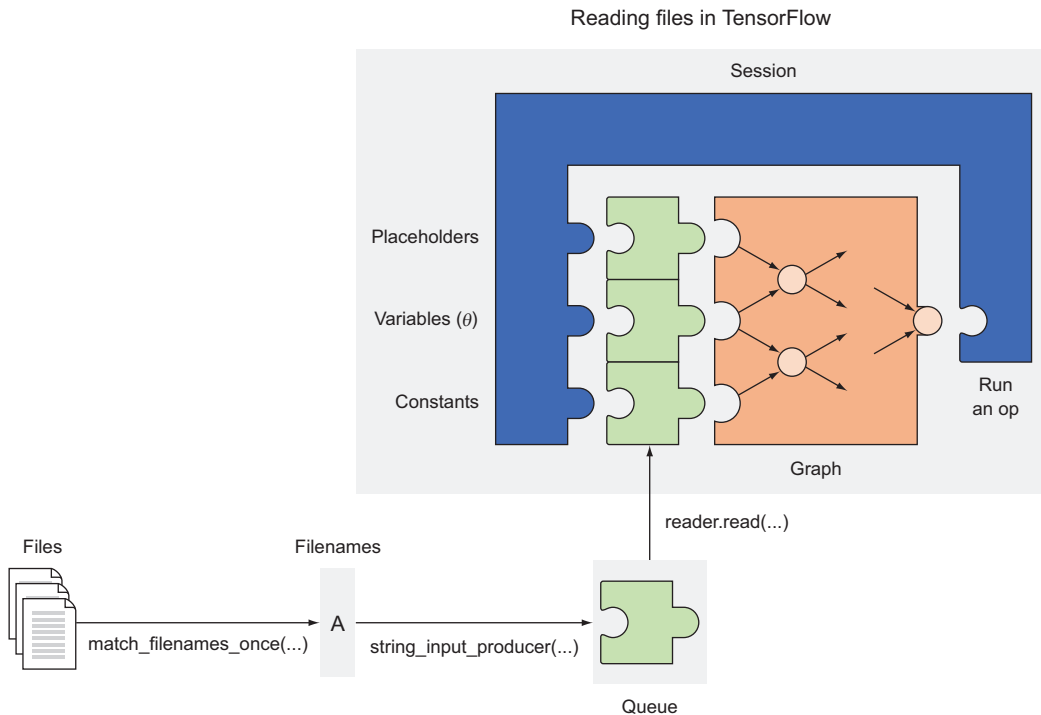 Reading files in TensorFlow
Session
Placeholders
Variables (θ)
Constants
Run
an op
Graph
reader.read(...)
Files
Filenames
A
match_filenames_once(...)
string_input_producer(...)
Queue